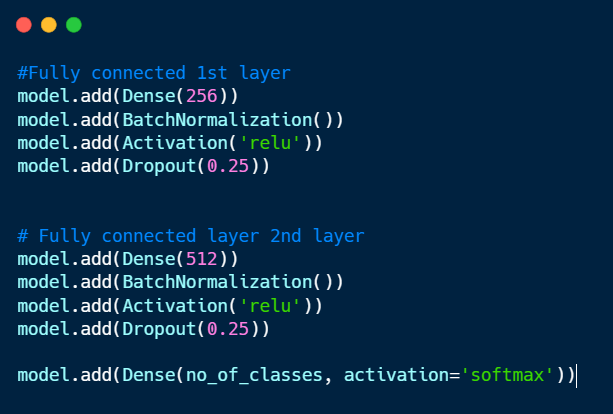 #Fully connected 1st layer
model.add(Dense(256))
model.add(BatchNormalization())
model.add(Activation('relu'))
model.add(Dropout(0.25))
# Fully connected layer 2nd layer
model.add(Dense(512))
model.add(BatchNormalization())
model.add(Activation('relu'))
model.add(Dropout(0.25))
model.add(Dense(no_of_classes, activation='softmax'))